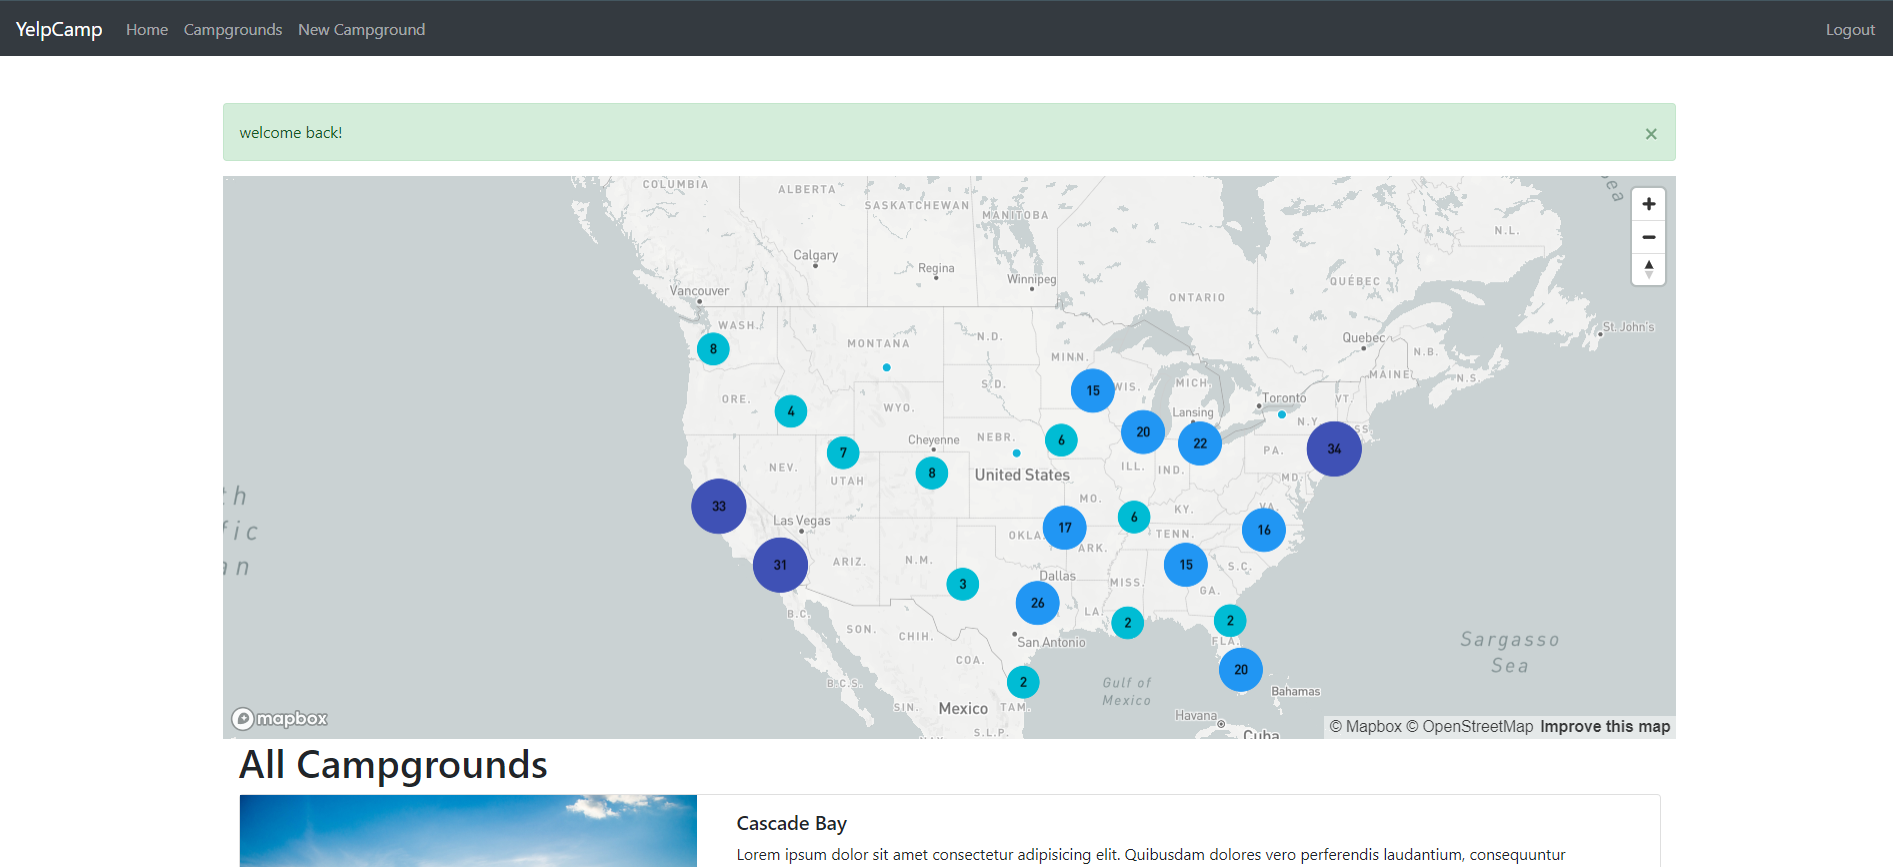 YelpCamp Home Campgrounds New Campground Logout
welcome back! ×
COLUMBIA
ALBERTA
SASKATCHEWAN
MANITOBA
N.L.
Calgary
Regina
Winnipeg
QUÉBEC
Vancouver
ONTARIO
WASH.
St. John's
MONTANA
N.D.
Quebec
8
MINN.
N.B.
MAINE
N.S.
S.D.
WIS.
MICH.
15
ORE.
WYO.
Toronto
VT.
4
Lansing
N.Y.
Cheyenne
NEBR.
6
20
22
34
7
PA.
NEV.
UTAH
8
United States
ILL.
IND.
MD.
MO.
33
Las Vegas
KY.
VA.
17
6
16
OKLA.
TENN.
ARK.
31
ARIZ.
N.M.
15
S.C.
3
Dallas
MISS.
GA.
26
B.C.
LA.
2
2
SON.
CHIH.
San Antonio
FLA.
Sargasso
Sea
COA.
20
B.C.S.
2
Gulf of
Mexico
Bahamas
SIN.
Mexico
TAM.
Havana
mapbox
© Mapbox © OpenStreetMap Improve this map
S.L.P.
Cuba
All Campgrounds
Cascade Bay
Lorem ipsum dolor sit amet consectetur adipisicing elit. Quibusdam dolores vero perferendis laudantium, consequuntur